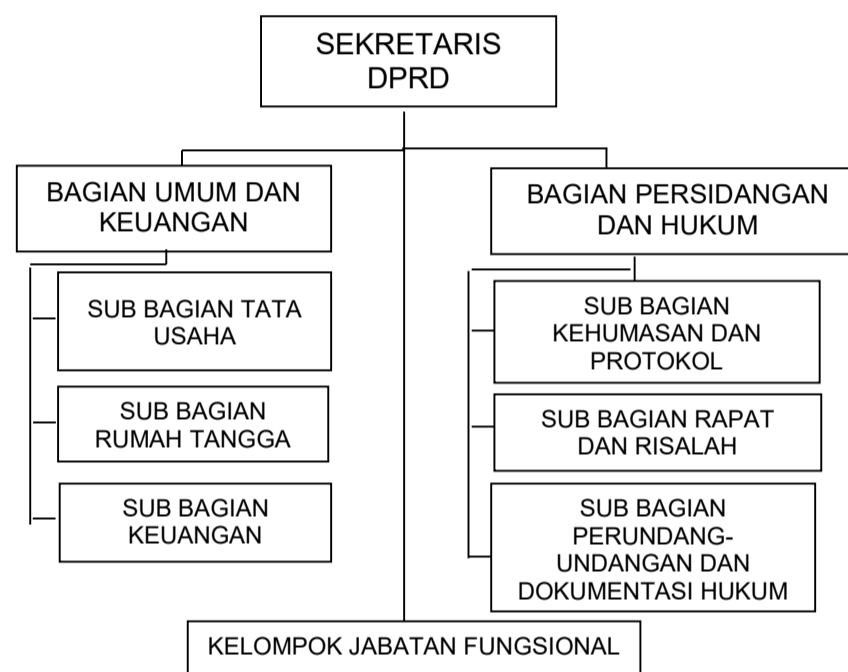 SEKRETARIS
DPRD
BAGIAN UMUM DAN
KEUANGAN
BAGIAN PERSIDANGAN
DAN HUKUM
SUB BAGIAN TATA
USAHA
SUB BAGIAN
RUMAH TANGGA
SUB BAGIAN
KEUANGAN
SUB BAGIAN
KEHUMASAN DAN
PROTOKOL
SUB BAGIAN RAPAT
DAN RISALAH
SUB BAGIAN
PERUNDANG-
UNDANGAN DAN
DOKUMENTASI HUKUM
KELOMPOK JABATAN FUNGSIONAL